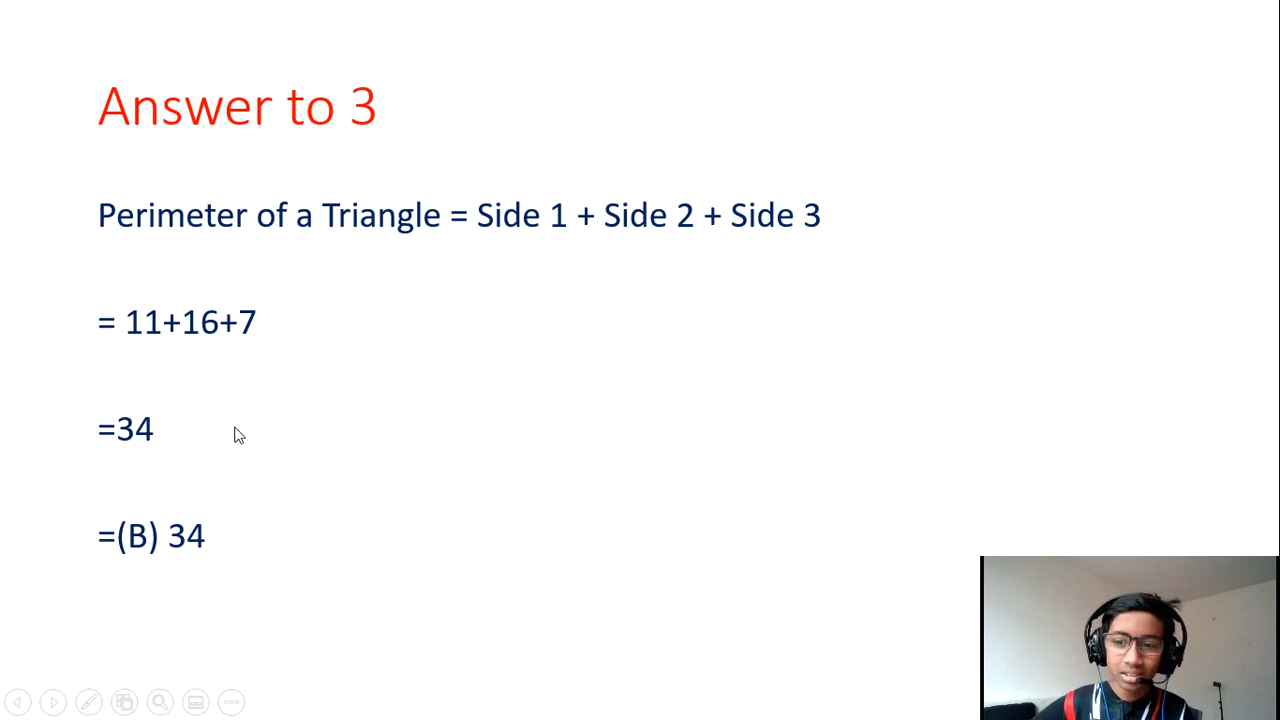 Answer to 3
Perimeter of a Triangle = Side 1 + Side 2 + Side 3
= 11+16+7
=34
=(B) 34